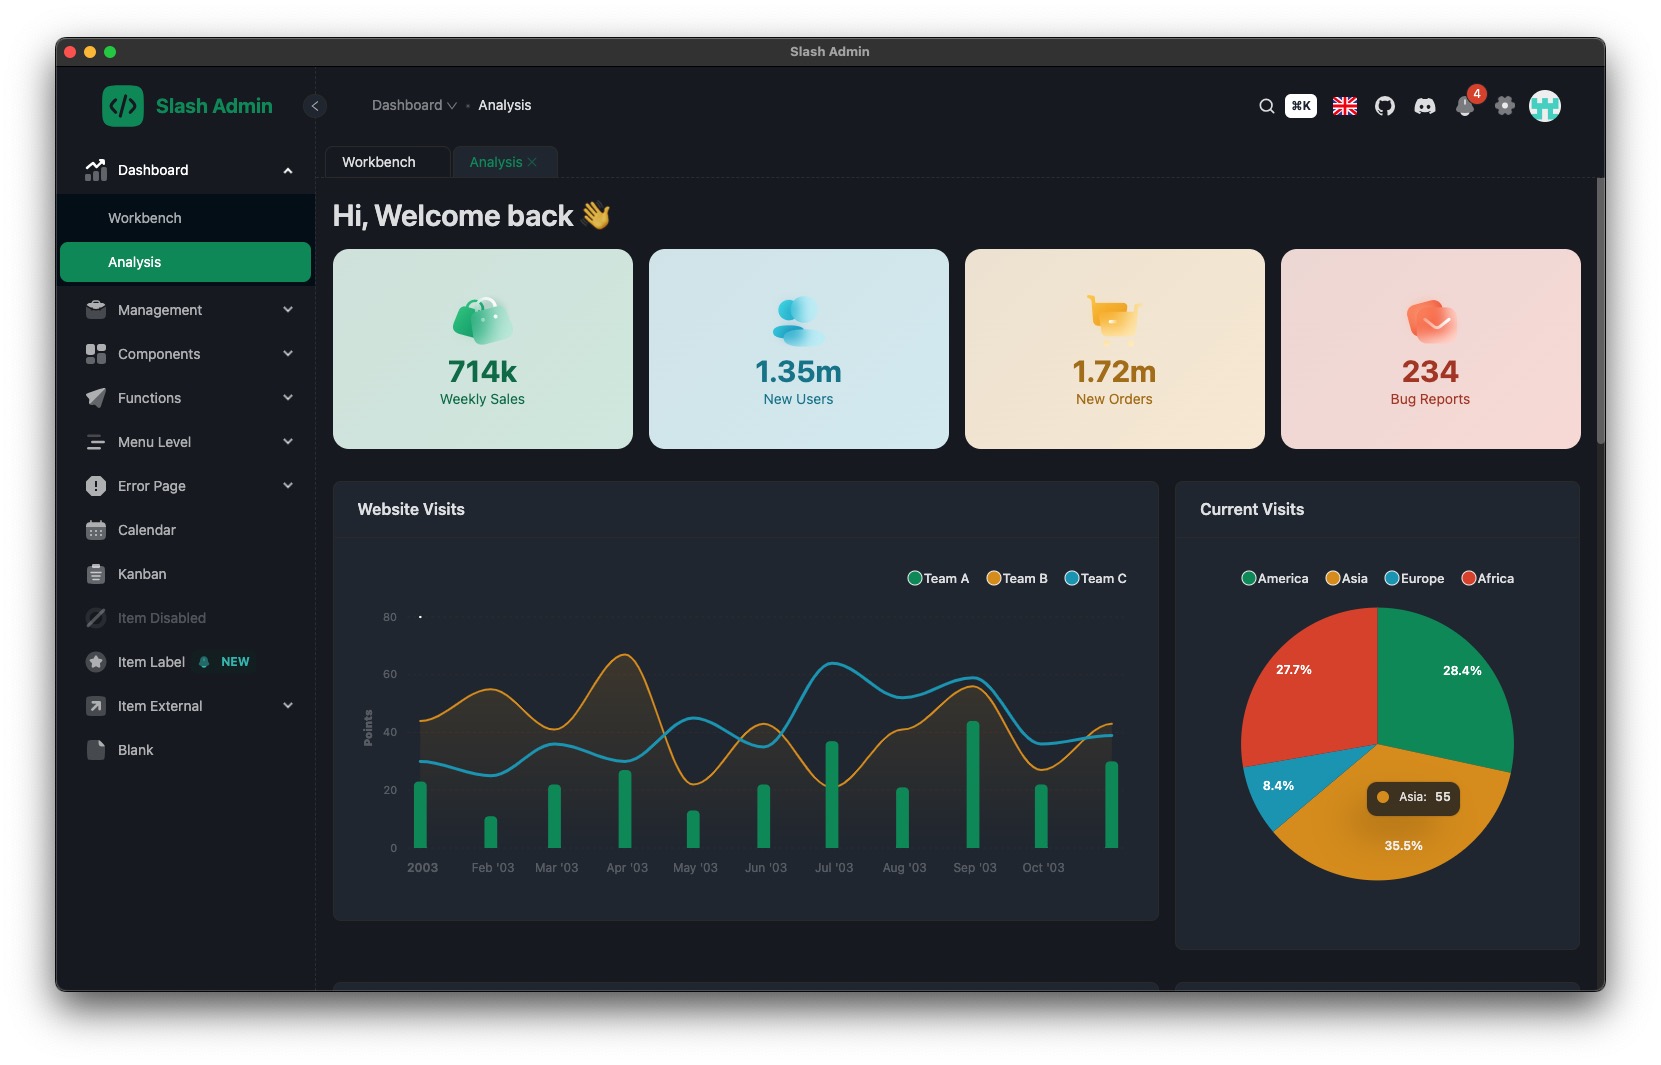 Slash Admin
Slash Admin
Dashboard • Analysis
⌘K
4
Dashboard
Workbench
Analysis
Management
Components
Functions
Menu Level
Error Page
Calendar
Kanban
Item Disabled
Item Label NEW
Item External
Blank
Workbench
Analysis
Hi, Welcome back 👋
714k
Weekly Sales
1.35m
New Users
1.72m
New Orders
234
Bug Reports
Website Visits
Team A Team B Team C
Points
80
60
40
20
0
2003 Feb '03 Mar '03 Apr '03 May '03 Jun '03 Jul '03 Aug '03 Sep '03 Oct '03
Current Visits
America Asia Europe Africa
27.7%
28.4%
8.4%
Asia: 55
35.5%